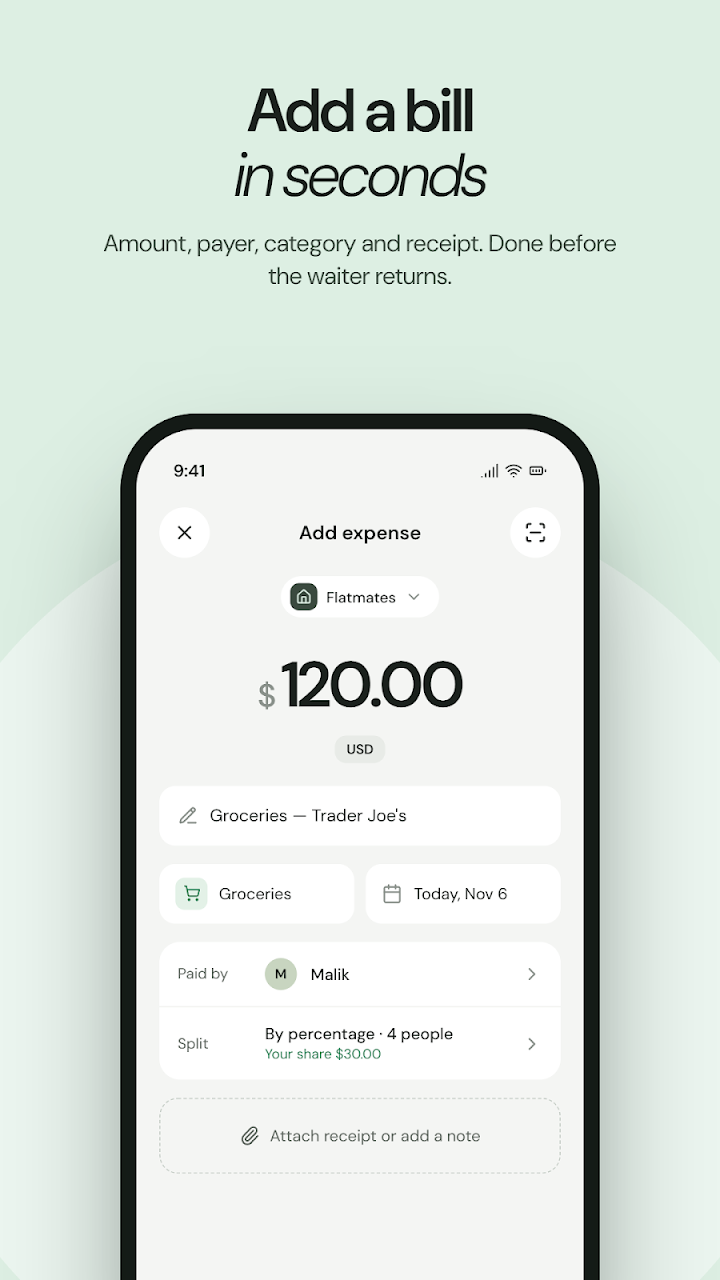 Add a bill
in seconds
Amount, payer, category and receipt. Done before
the waiter returns.
9:41
Add expense
Flatmates
$ 120.00
USD
Groceries — Trader Joe's
Groceries
Today, Nov 6
Paid by
M
Malik
Split
By percentage · 4 people
Your share $30.00
Attach receipt or add a note